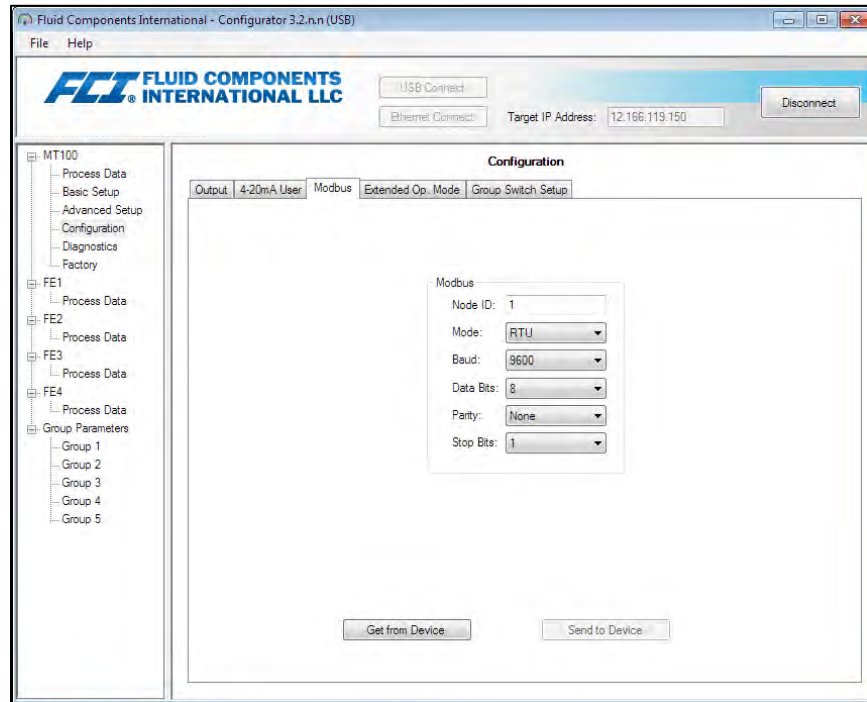 Fluid Components International - Configurator 3.2.n.n (USB)
File Help
FCI® FLUID COMPONENTS
INTERNATIONAL LLC
USB Connect
Ethernet Connect Target IP Address: 12.166.119.150
Disconnect
MT100
Process Data
Basic Setup
Advanced Setup
Configuration
Diagnostics
Factory
FE1
Process Data
FE2
Process Data
FE3
Process Data
FE4
Process Data
Group Parameters
Group 1
Group 2
Group 3
Group 4
Group 5
Configuration
Output 4-20mA User Modbus Extended Op. Mode Group Switch Setup
Modbus
Node ID: 1
Mode: RTU
Baud: 9600
Data Bits: 8
Parity: None
Stop Bits: 1
Get from Device Send to Device